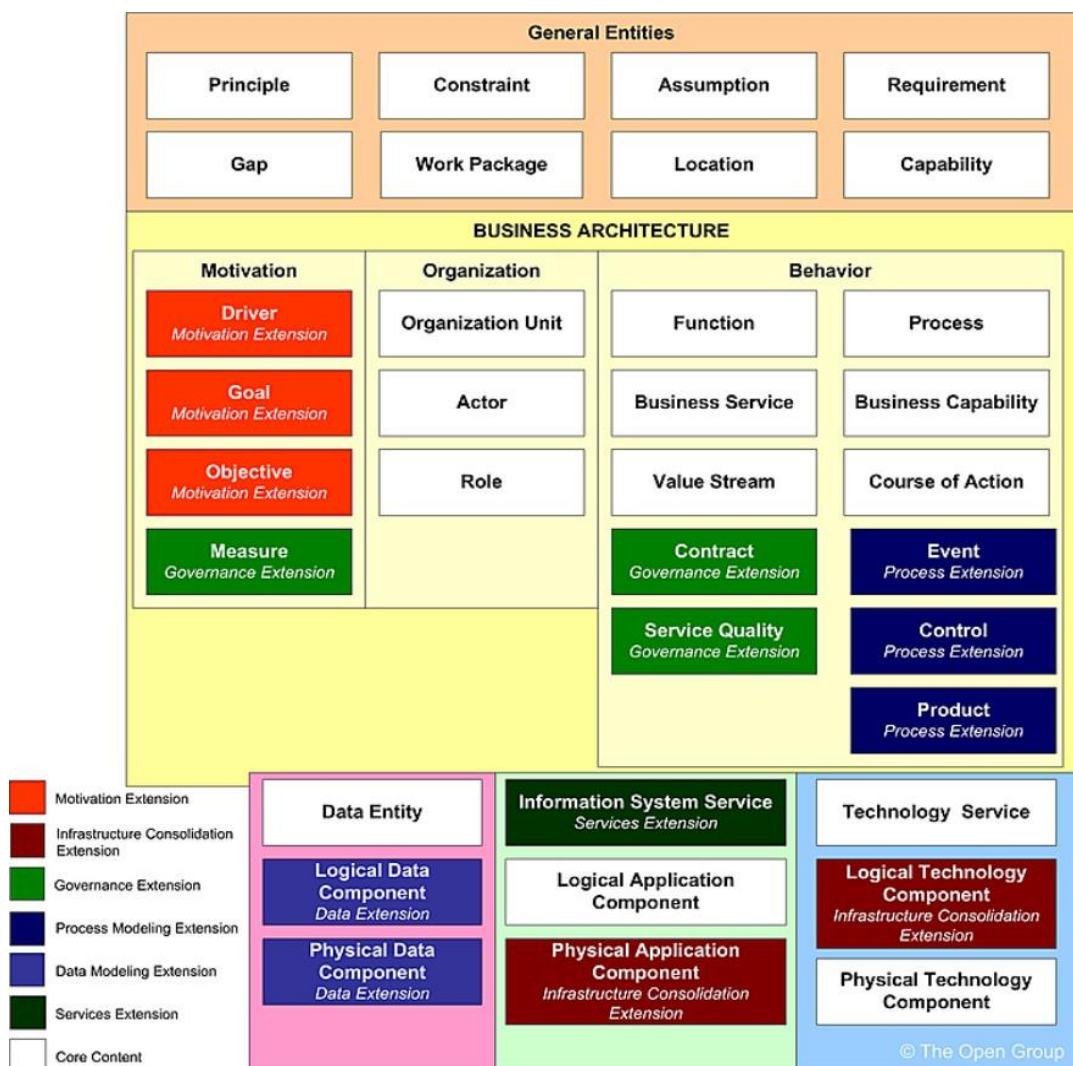 General Entities
Principle
Constraint
Assumption
Requirement
Gap
Work Package
Location
Capability
BUSINESS ARCHITECTURE
Motivation
Driver
Motivation Extension
Goal
Motivation Extension
Objective
Motivation Extension
Measure
Governance Extension
Organization
Organization Unit
Actor
Role
Behavior
Function
Process
Business Service
Business Capability
Value Stream
Course of Action
Contract
Governance Extension
Event
Process Extension
Service Quality
Governance Extension
Control
Process Extension
Product
Process Extension
Motivation Extension
Infrastructure Consolidation
Extension
Governance Extension
Process Modeling Extension
Data Modeling Extension
Services Extension
Core Content
Data Entity
Logical Data
Component
Data Extension
Physical Data
Component
Data Extension
Information System Service
Services Extension
Logical Application
Component
Physical Application
Component
Infrastructure Consolidation
Extension
Technology Service
Logical Technology
Component
Infrastructure Consolidation
Extension
Physical Technology
Component
© The Open Group